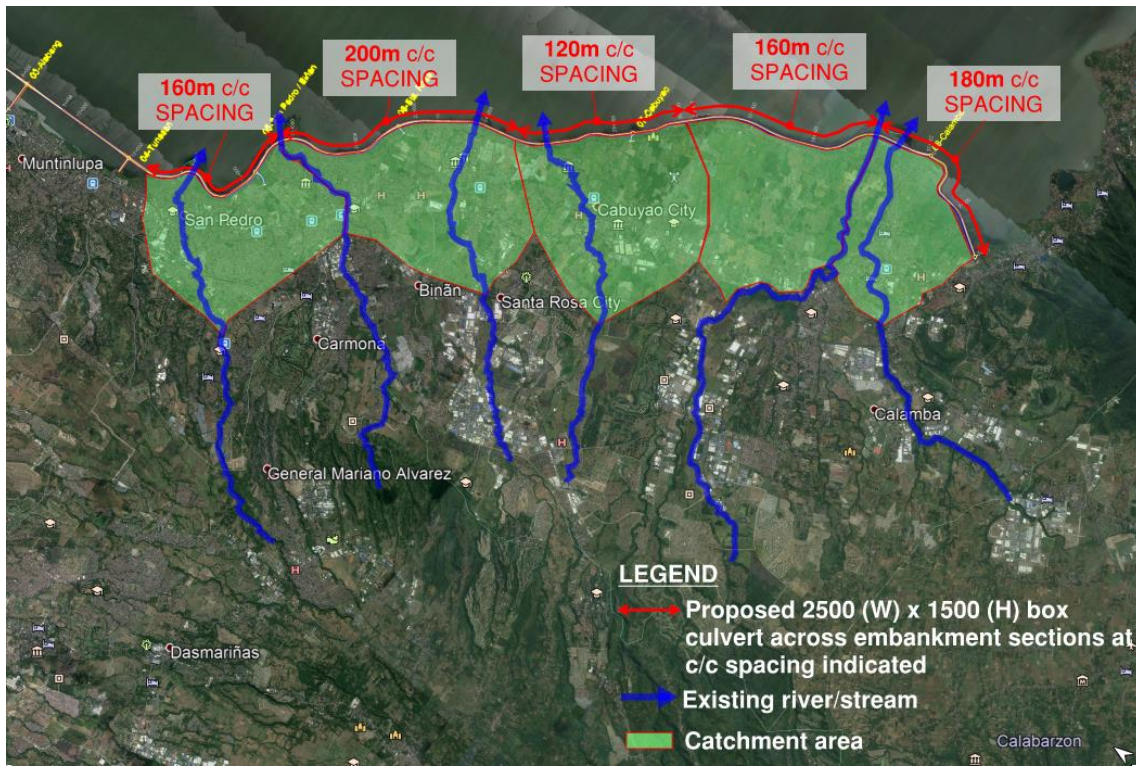 200m c/c
SPACING
120m c/c
SPACING
160m c/c
SPACING
160m c/c
SPACING
180m c/c
SPACING
Muntinlupa
San Pedro
Cabuyao City
Binãn
Santa Rosa City
Carmona
Calamba
General Mariano Alvarez
Dasmariñas
LEGEND
Proposed 2500 (W) x 1500 (H) box
culvert across embankment sections at
c/c spacing indicated
Existing river/stream
Catchment area
Calabarzon